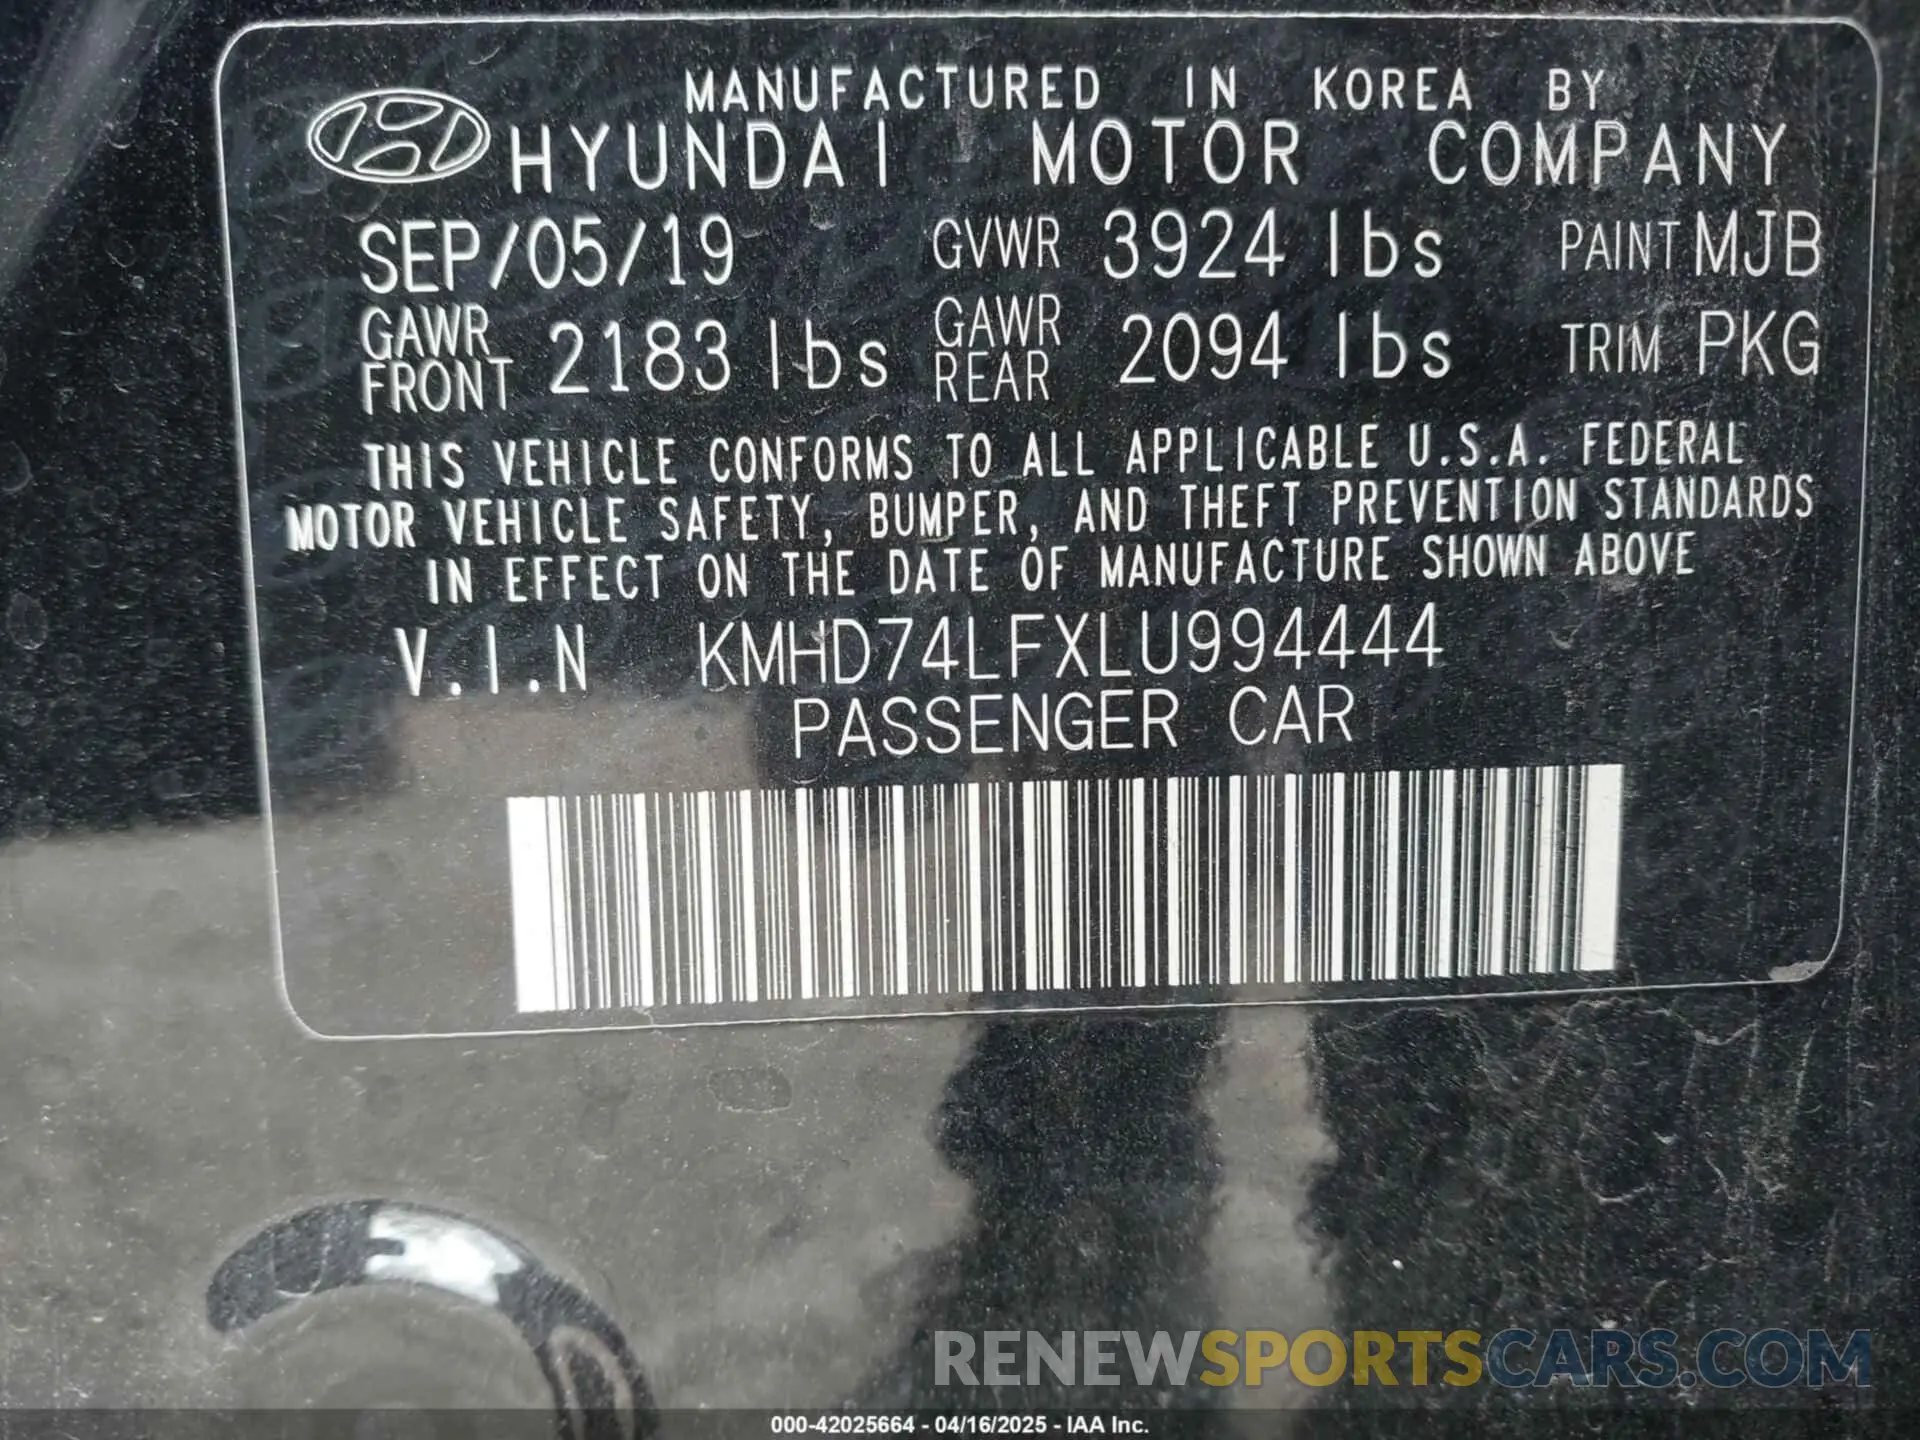 MANUFACTURED IN KOREA BY
HYUNDAI MOTOR COMPANY
SEP/05/19 GVWR 3924 lbs PAINT MJB
GAWR FRONT 2183 lbs GAWR REAR 2094 lbs TRIM PKG
THIS VEHICLE CONFORMS TO ALL APPLICABLE U.S.A. FEDERAL
MOTOR VEHICLE SAFETY, BUMPER, AND THEFT PREVENTION STANDARDS
IN EFFECT ON THE DATE OF MANUFACTURE SHOWN ABOVE
V.I.N KMHD74LFXLU994444
PASSENGER CAR
RENEWSPORTSCARS.COM
000-42025664 - 04/16/2025 - IAA Inc.